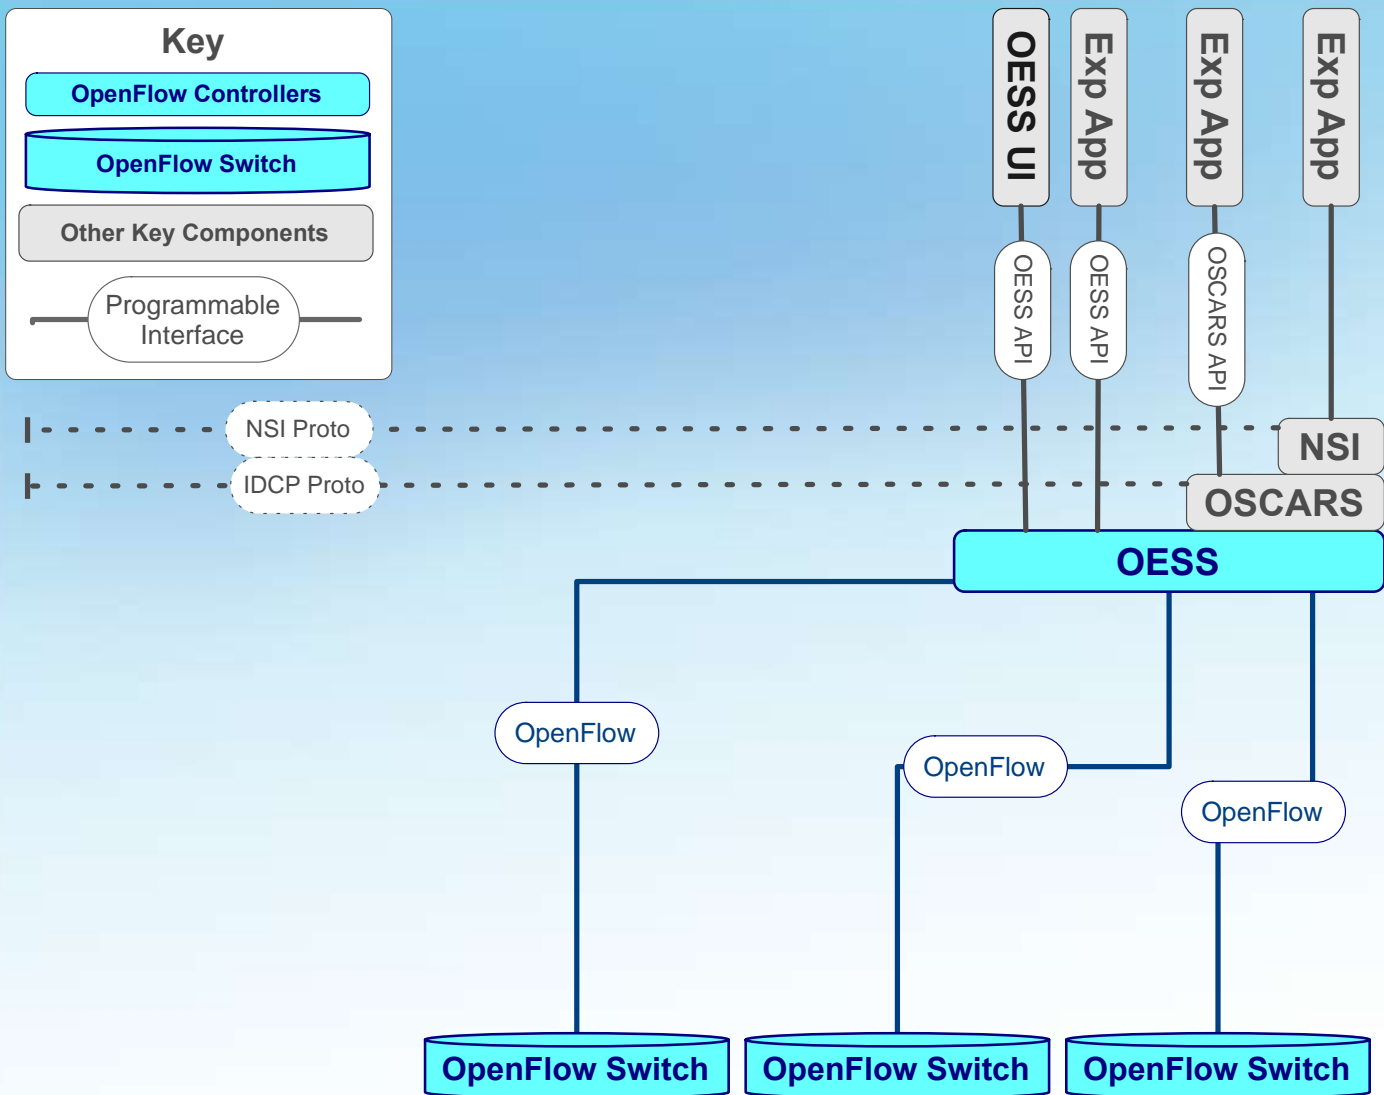 Key
OpenFlow Controllers
OpenFlow Switch
Other Key Components
Programmable
Interface
OESS UI
Exp App
Exp App
Exp App
OESS API
OESS API
OSCARS API
NSI Proto
NSI
IDCP Proto
OSCARS
OESS
OpenFlow
OpenFlow
OpenFlow
OpenFlow Switch
OpenFlow Switch
OpenFlow Switch